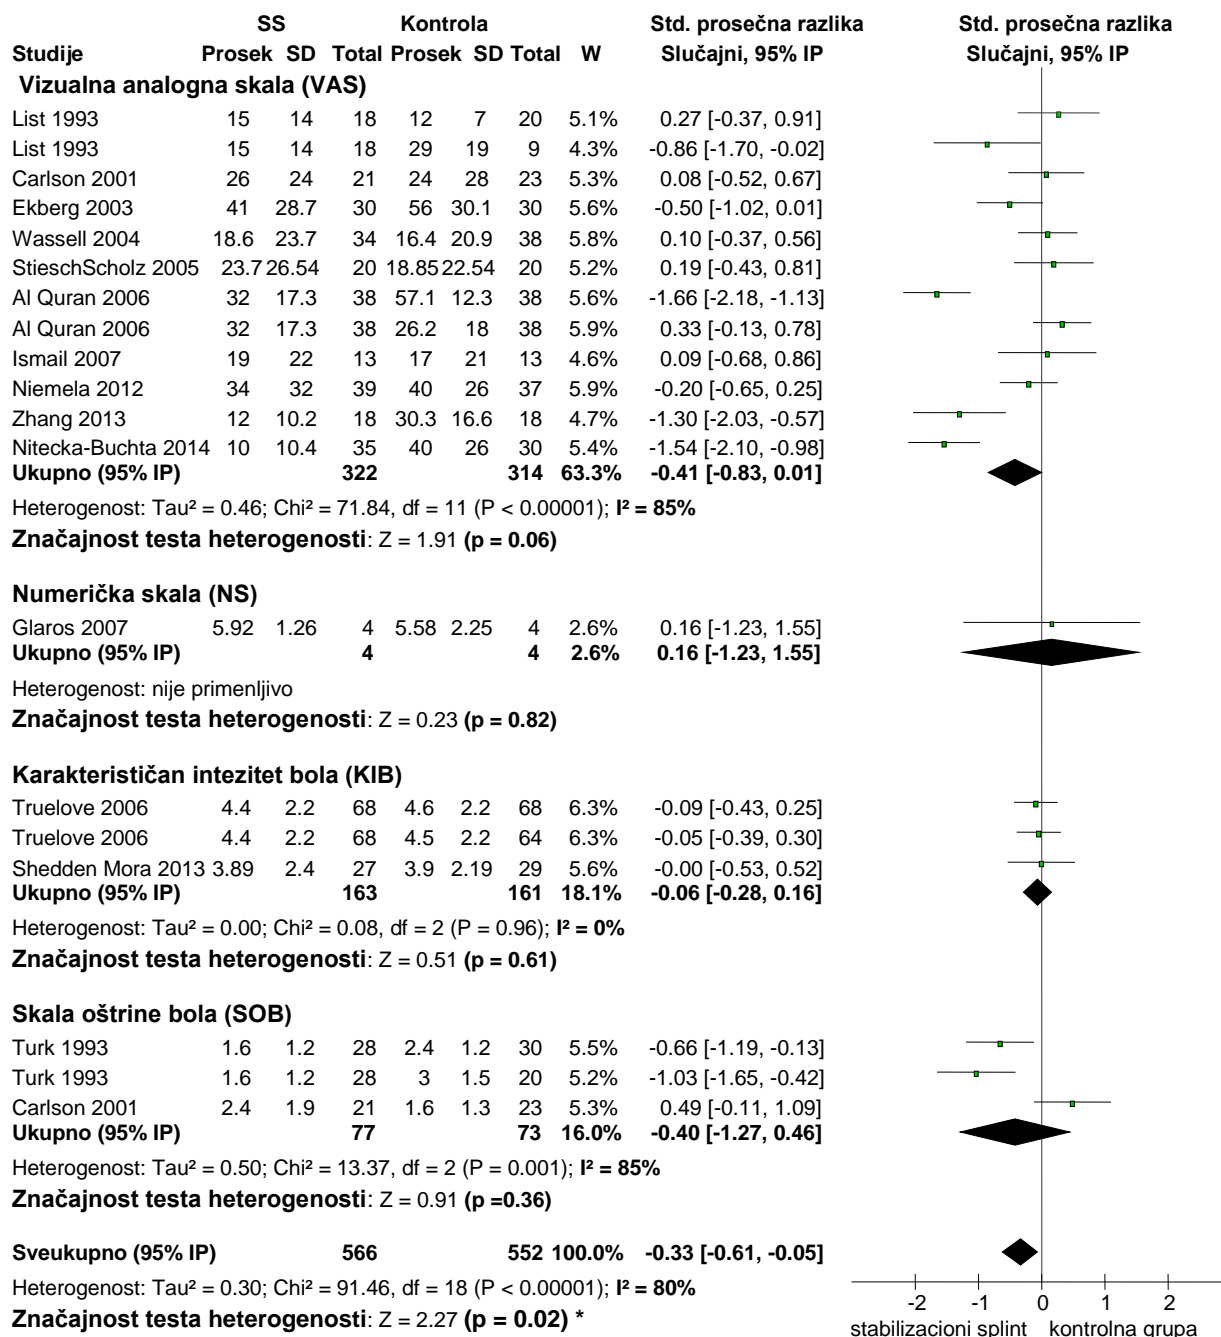 SS Kontrola Std. prosečna razlika Std. prosečna razlika
Studije Prosek SD Total Prosek SD Total W Slučajni, 95% IP Slučajni, 95% IP
Vizualna analogna skala (VAS)
List 1993 15 14 18 12 7 20 5.1% 0.27 [-0.37, 0.91]
List 1993 15 14 18 29 19 9 4.3% -0.86 [-1.70, -0.02]
Carlson 2001 26 24 21 24 28 23 5.3% 0.08 [-0.52, 0.67]
Ekberg 2003 41 28.7 30 56 30.1 30 5.6% -0.50 [-1.02, 0.01]
Wassell 2004 18.6 23.7 34 16.4 20.9 38 5.8% 0.10 [-0.37, 0.56]
StieschScholz 2005 23.7 26.54 20 18.85 22.54 20 5.2% 0.19 [-0.43, 0.81]
Al Quran 2006 32 17.3 38 57.1 12.3 38 5.6% -1.66 [-2.18, -1.13]
Al Quran 2006 32 17.3 38 26.2 18 38 5.9% 0.33 [-0.13, 0.78]
Ismail 2007 19 22 13 17 21 13 4.6% 0.09 [-0.68, 0.86]
Niemela 2012 34 32 39 40 26 37 5.9% -0.20 [-0.65, 0.25]
Zhang 2013 12 10.2 18 30.3 16.6 18 4.7% -1.30 [-2.03, -0.57]
Nitecka-Buchta 2014 10 10.4 35 40 26 30 5.4% -1.54 [-2.10, -0.98]
Ukupno (95% IP) 322 314 63.3% -0.41 [-0.83, 0.01]
Heterogenost: Tau² = 0.46; Chi² = 71.84, df = 11 (P < 0.00001); I² = 85%
Značajnost testa heterogenosti: Z = 1.91 (p = 0.06)
Numerička skala (NS)
Glaros 2007 5.92 1.26 4 5.58 2.25 4 2.6% 0.16 [-1.23, 1.55]
Ukupno (95% IP) 4 4 2.6% 0.16 [-1.23, 1.55]
Heterogenost: nije primenljivo
Značajnost testa heterogenosti: Z = 0.23 (p = 0.82)
Karakterističan intezitet bola (KIB)
Truelove 2006 4.4 2.2 68 4.6 2.2 68 6.3% -0.09 [-0.43, 0.25]
Truelove 2006 4.4 2.2 68 4.5 2.2 64 6.3% -0.05 [-0.39, 0.30]
Shedden Mora 2013 3.89 2.4 27 3.9 2.19 29 5.6% -0.00 [-0.53, 0.52]
Ukupno (95% IP) 163 161 18.1% -0.06 [-0.28, 0.16]
Heterogenost: Tau² = 0.00; Chi² = 0.08, df = 2 (P = 0.96); I² = 0%
Značajnost testa heterogenosti: Z = 0.51 (p = 0.61)
Skala oštrine bola (SOB)
Turk 1993 1.6 1.2 28 2.4 1.2 30 5.5% -0.66 [-1.19, -0.13]
Turk 1993 1.6 1.2 28 3 1.5 20 5.2% -1.03 [-1.65, -0.42]
Carlson 2001 2.4 1.9 21 1.6 1.3 23 5.3% 0.49 [-0.11, 1.09]
Ukupno (95% IP) 77 73 16.0% -0.40 [-1.27, 0.46]
Heterogenost: Tau² = 0.50; Chi² = 13.37, df = 2 (P = 0.001); I² = 85%
Značajnost testa heterogenosti: Z = 0.91 (p =0.36)
Sveukupno (95% IP) 566 552 100.0% -0.33 [-0.61, -0.05]
Heterogenost: Tau² = 0.30; Chi² = 91.46, df = 18 (P < 0.00001); I² = 80%
Značajnost testa heterogenosti: Z = 2.27 (p = 0.02) *
-2 -1 0 1 2
stabilizacioni splint kontrolna grupa